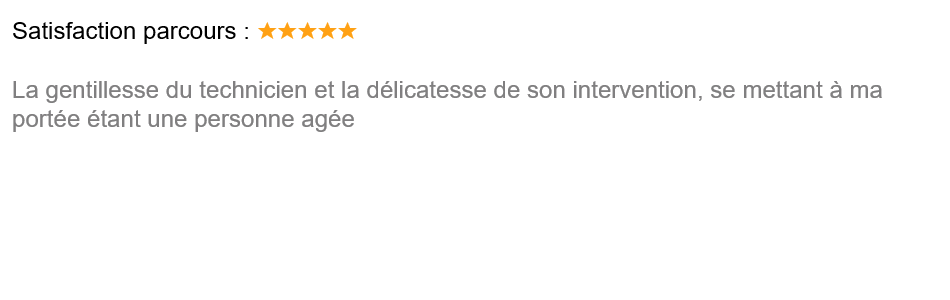 Satisfaction parcours : ★★★★★
La gentillesse du technicien et la délicatesse de son intervention, se mettant à ma
portée étant une personne agée